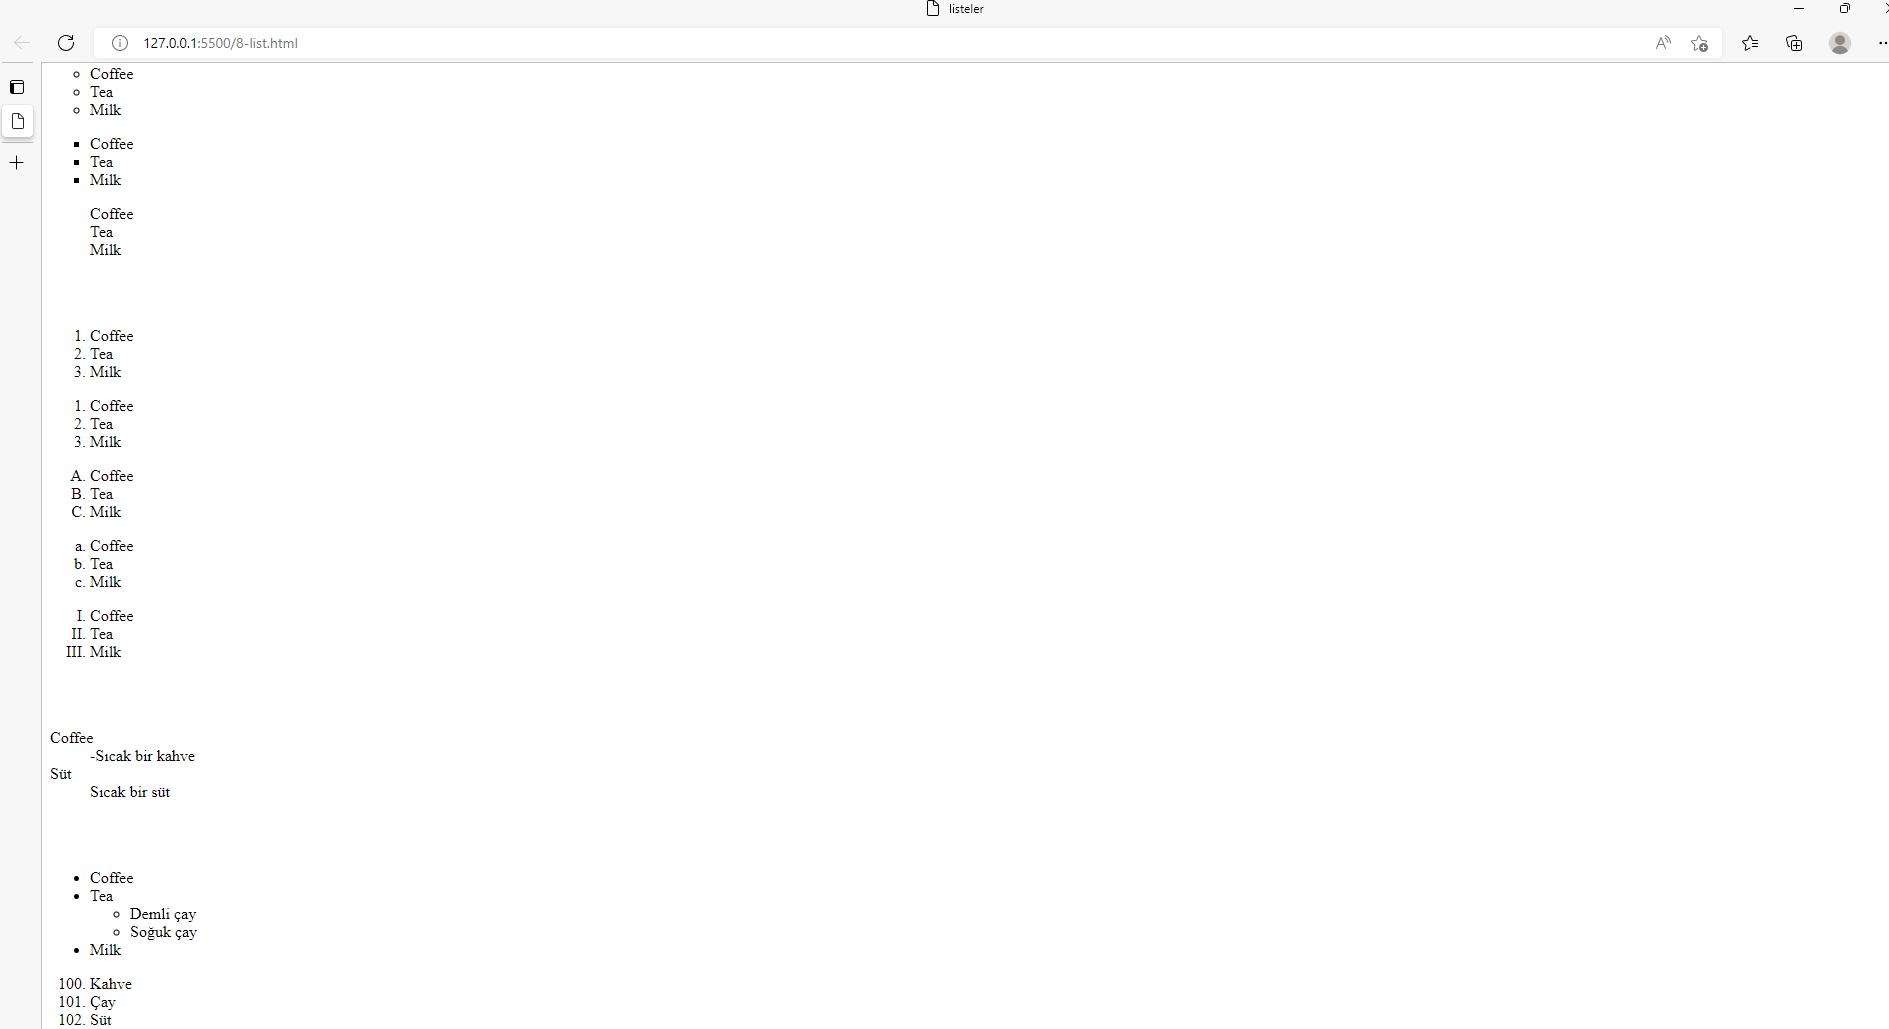 listeler
127.0.0.1:5500/8-list.html
Coffee
Tea
Milk
Coffee
Tea
Milk
Coffee
Tea
Milk
1. Coffee
2. Tea
3. Milk
1. Coffee
2. Tea
3. Milk
A. Coffee
B. Tea
C. Milk
a. Coffee
b. Tea
c. Milk
I. Coffee
II. Tea
III. Milk
Coffee
-Sıcak bir kahve
Süt
Sıcak bir süt
Coffee
Tea
Demli çay
Soğuk çay
Milk
100. Kahve
101. Çay
102. Süt